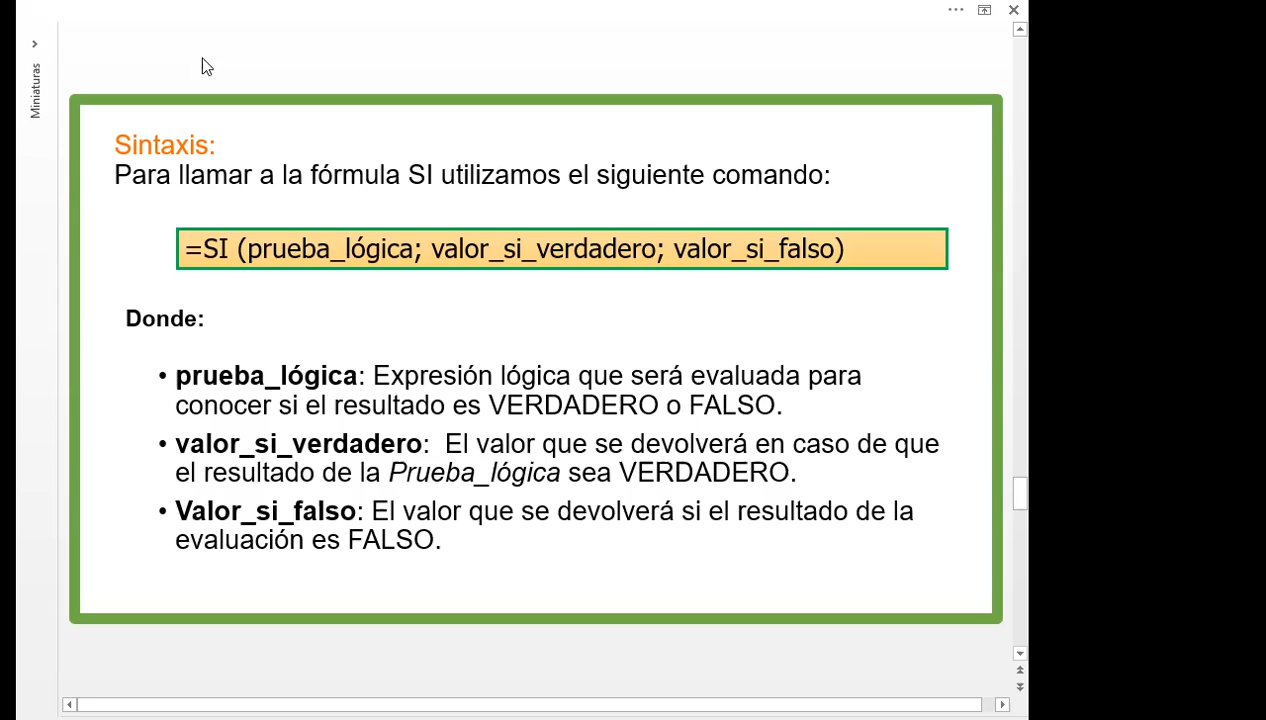 Miniaturas
Sintaxis:
Para llamar a la fórmula SI utilizamos el siguiente comando:
=SI (prueba_lógica; valor_si_verdadero; valor_si_falso)
Donde:
• prueba_lógica: Expresión lógica que será evaluada para
conocer si el resultado es VERDADERO o FALSO.
• valor_si_verdadero:  El valor que se devolverá en caso de que
el resultado de la Prueba_lógica sea VERDADERO.
• Valor_si_falso: El valor que se devolverá si el resultado de la
evaluación es FALSO.